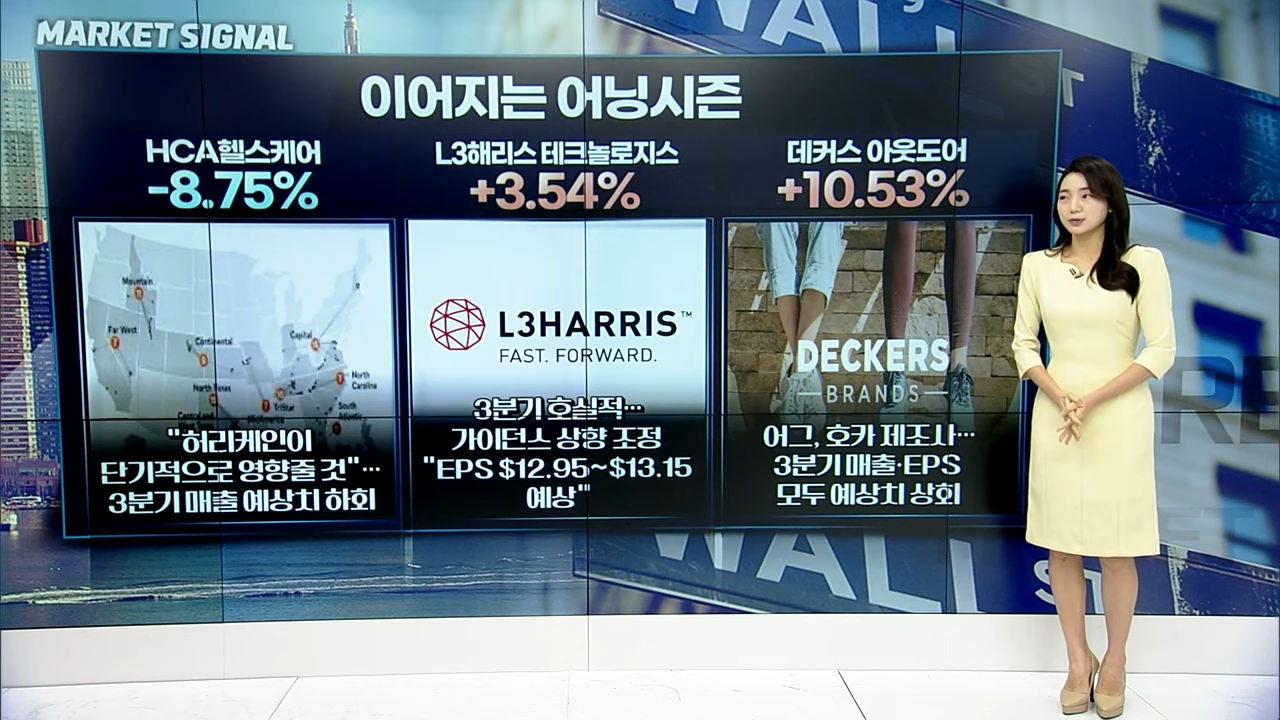 MARKET SIGNAL
이어지는 어닝시즌
HCA헬스케어
-8.75%
L3해리스 테크놀로지스
+3.54%
데커스 아웃도어
+10.53%
Mountain
Far West
Continental
Capital
North Texas
TriStar
North
Carolina
South
Atlantic
"허리케인이
단기적으로 영향줄 것"…
3분기 매출 예상치 하회
L3HARRIS™
FAST. FORWARD.
3분기 호실적…
가이던스 상향 조정
"EPS $12.95~$13.15
예상"
DECKERS
BRANDS
어그, 호카 제조사…
3분기 매출·EPS
모두 예상치 상회
WALL
ST
WALL
ST